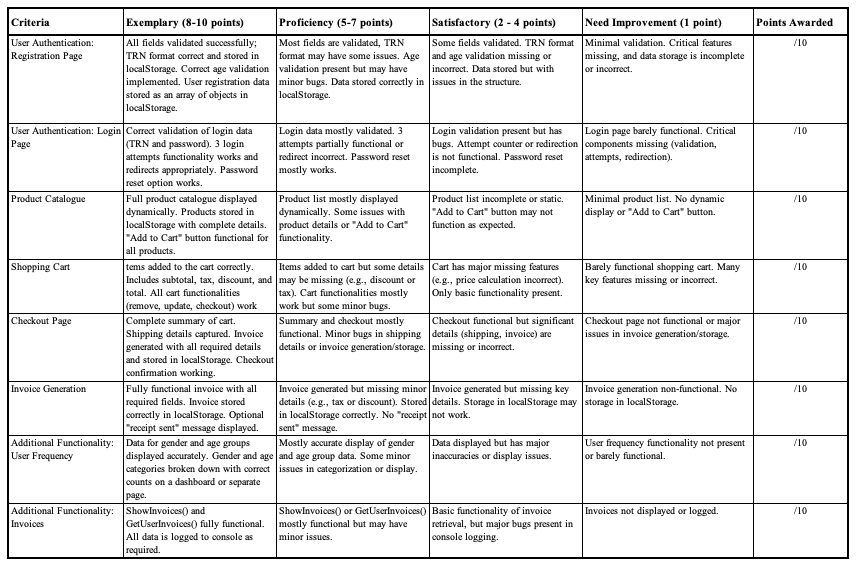 Criteria
Exemplary (8-10 points)
Proficiency (5-7 points)
Satisfactory (2 - 4 points)
Need Improvement (1 point)
Points Awarded
User Authentication:
Registration Page
All fields validated successfully;
TRN format correct and stored in
localStorage. Correct age validation
implemented. User registration data
stored as an array of objects in
localStorage.
Most fields are validated, TRN
format may have some issues. Age
validation present but may have
minor bugs. Data stored correctly in
localStorage.
Some fields validated. TRN format
and age validation missing or
incorrect. Data stored but with
issues in the structure.
Minimal validation. Critical features
missing, and data storage is incomplete
or incorrect.
/10
User Authentication: Login
Page
Correct validation of login data
(TRN and password). 3 login
attempts functionality works and
redirects appropriately. Password
reset option works.
Login data mostly validated. 3
attempts partially functional or
redirect incorrect. Password reset
mostly works.
Login validation present but has
bugs. Attempt counter or redirection
is not functional. Password reset
incomplete.
Login page barely functional. Critical
components missing (validation,
attempts, redirection).
/10
Product Catalogue
Full product catalogue displayed
dynamically. Products stored in
localStorage with complete details.
"Add to Cart" button functional for
all products.
Product list mostly displayed
dynamically. Some issues with
product details or "Add to Cart"
functionality.
Product list incomplete or static.
"Add to Cart" button may not
function as expected.
Minimal product list. No dynamic
display or "Add to Cart" button.
/10
Shopping Cart
tems added to the cart correctly.
Includes subtotal, tax, discount, and
total. All cart functionalities
(remove, update, checkout) work
Items added to cart but some details
may be missing (e.g., discount or
tax). Cart functionalities mostly
work but some minor bugs.
Cart has major missing features
(e.g., price calculation incorrect).
Only basic functionality present.
Barely functional shopping cart. Many
key features missing or incorrect.
/10
Checkout Page
Complete summary of cart.
Shipping details captured. Invoice
generated with all required details
and stored in localStorage. Checkout
confirmation working.
Summary and checkout mostly
functional. Minor bugs in shipping
details or invoice generation/storage.
Checkout functional but significant
details (shipping, invoice) are
missing or incorrect.
Checkout page not functional or major
issues in invoice generation/storage.
/10
Invoice Generation
Fully functional invoice with all
required fields. Invoice stored
correctly in localStorage. Optional
"receipt sent" message displayed.
Invoice generated but missing minor
details (e.g., tax or discount). Stored
in localStorage correctly. No "receipt
sent" message.
Invoice generated but missing key
details. Storage in localStorage may
not work.
Invoice generation non-functional. No
storage in localStorage.
/10
Additional Functionality:
User Frequency
Data for gender and age groups
displayed accurately. Gender and age
categories broken down with correct
counts on a dashboard or separate
page.
Mostly accurate display of gender
and age group data. Some minor
issues in categorization or display.
Data displayed but has major
inaccuracies or display issues.
User frequency functionality not present
or barely functional.
/10
Additional Functionality:
Invoices
ShowInvoices() and
GetUserInvoices() fully functional.
All data is logged to console as
required.
ShowInvoices() or GetUserInvoices()
mostly functional but may have
minor issues.
Basic functionality of invoice
retrieval, but major bugs present in
console logging.
Invoices not displayed or logged.
/10